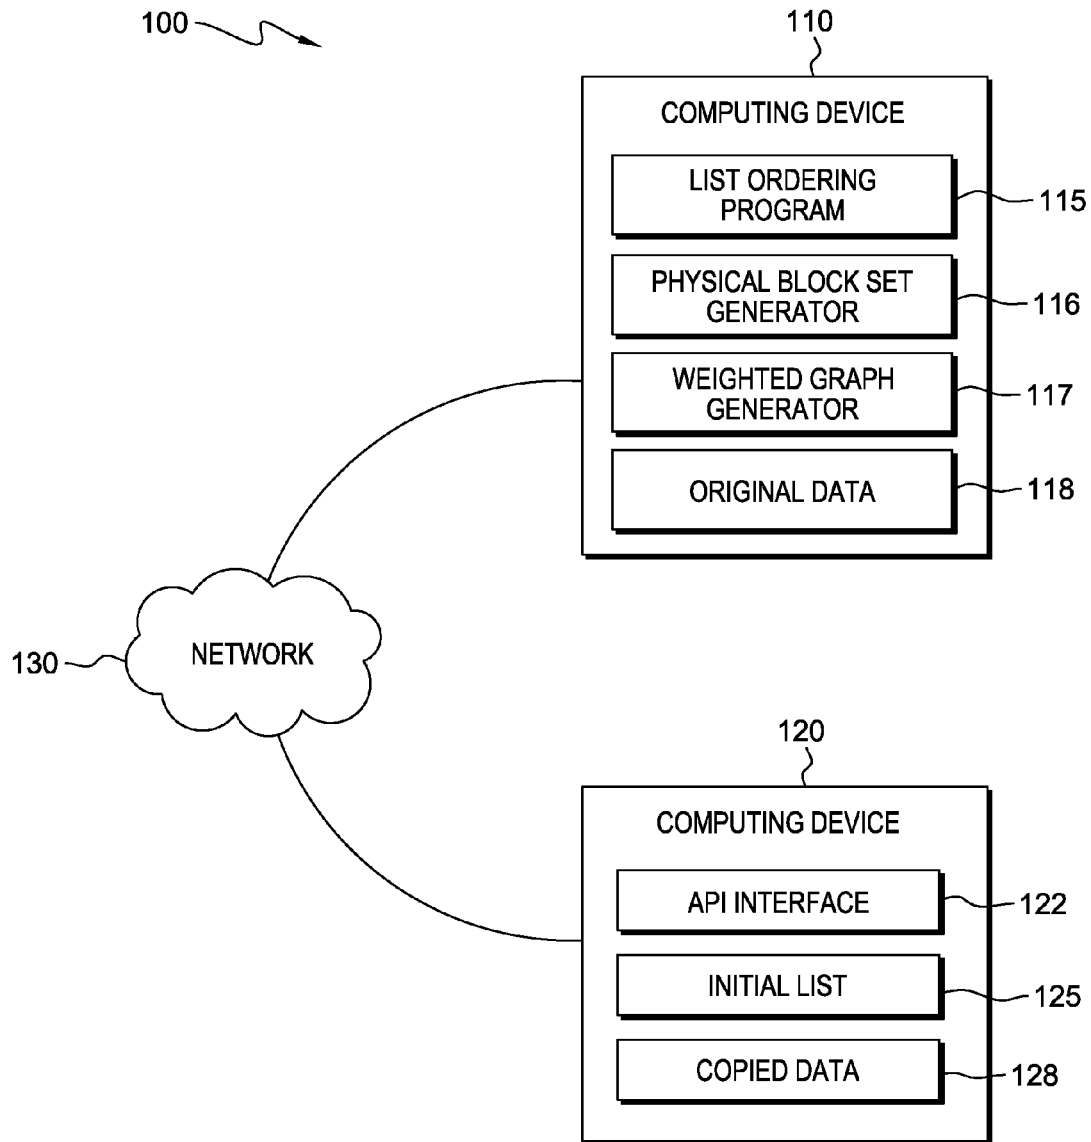 100
110
COMPUTING DEVICE
LIST ORDERING
PROGRAM
115
PHYSICAL BLOCK SET
GENERATOR
116
WEIGHTED GRAPH
GENERATOR
117
ORIGINAL DATA
118
NETWORK
130
120
COMPUTING DEVICE
API INTERFACE
122
INITIAL LIST
125
COPIED DATA
128